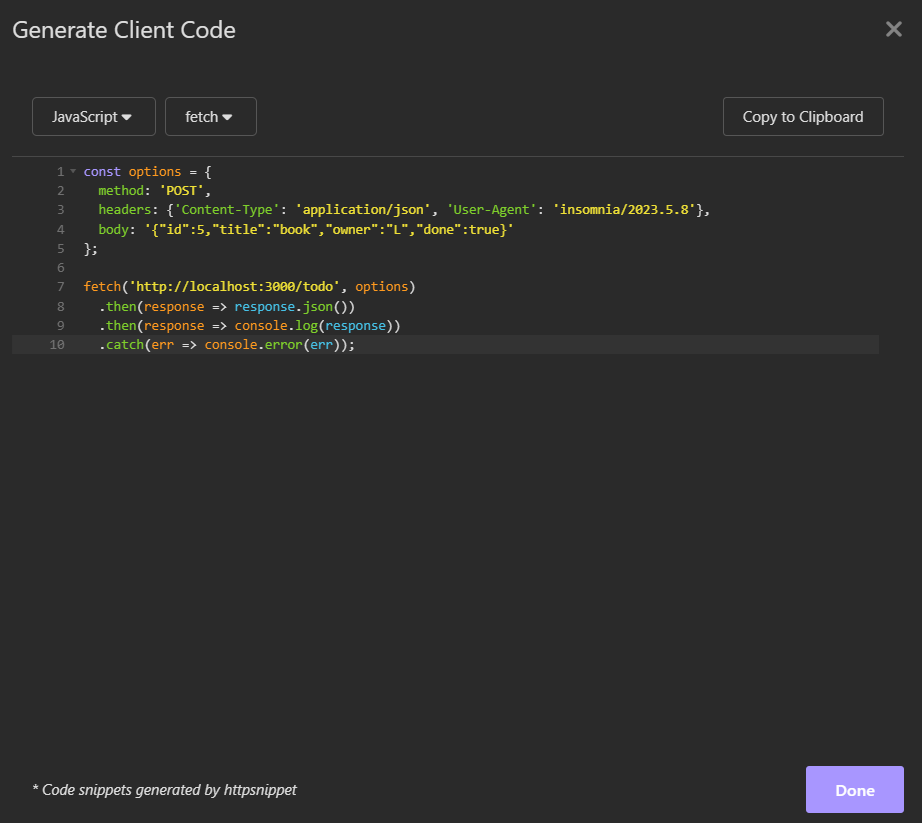 Generate Client Code
JavaScript
fetch
Copy to Clipboard
1 const options = {
2   method: 'POST',
3   headers: {'Content-Type': 'application/json', 'User-Agent': 'insomnia/2023.5.8'},
4   body: '{"id":5,"title":"book","owner":"L","done":true}'
5 };
6
7 fetch('http://localhost:3000/todo', options)
8   .then(response => response.json())
9   .then(response => console.log(response))
10   .catch(err => console.error(err));
* Code snippets generated by httpsnippet
Done